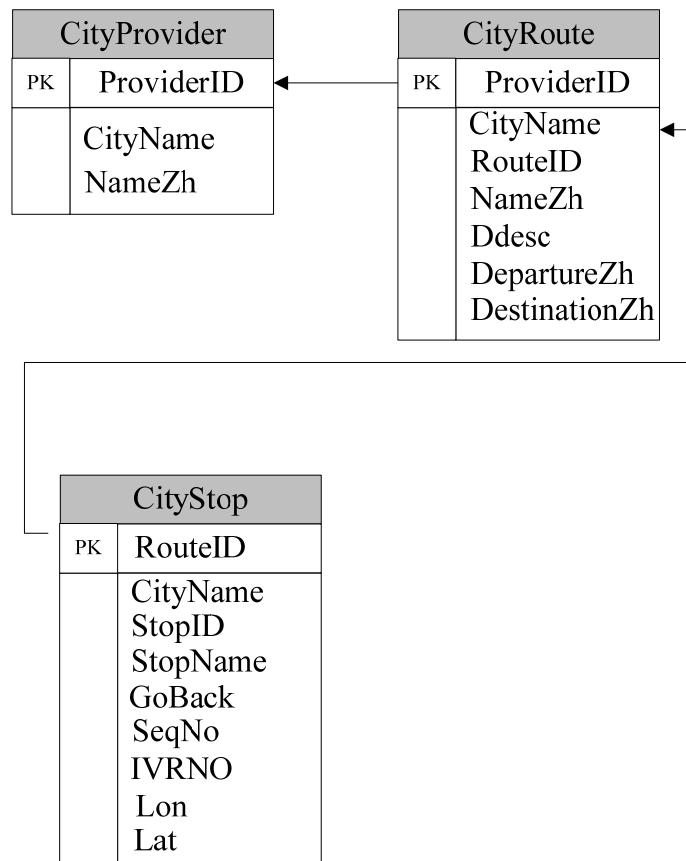 CityProvider
PK ProviderID
CityName
NameZh
CityRoute
PK ProviderID
CityName
RouteID
NameZh
Ddesc
DepartureZh
DestinationZh
CityStop
PK RouteID
CityName
StopID
StopName
GoBack
SeqNo
IVRNO
Lon
Lat